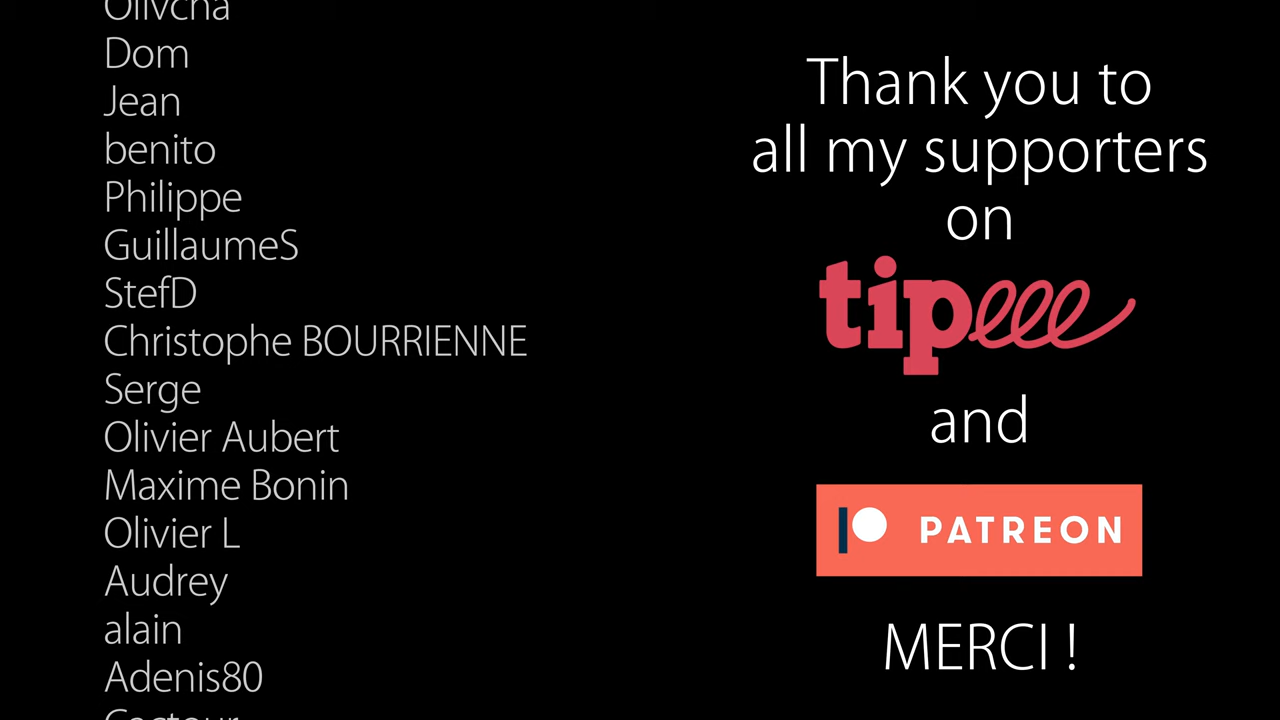 Olivcha
Dom
Jean
benito
Philippe
GuillaumeS
StefD
Christophe BOURRIENNE
Serge
Olivier Aubert
Maxime Bonin
Olivier L
Audrey
alain
Adenis80
Thank you to
all my supporters
on
tipeee
and
PATREON
MERCI !